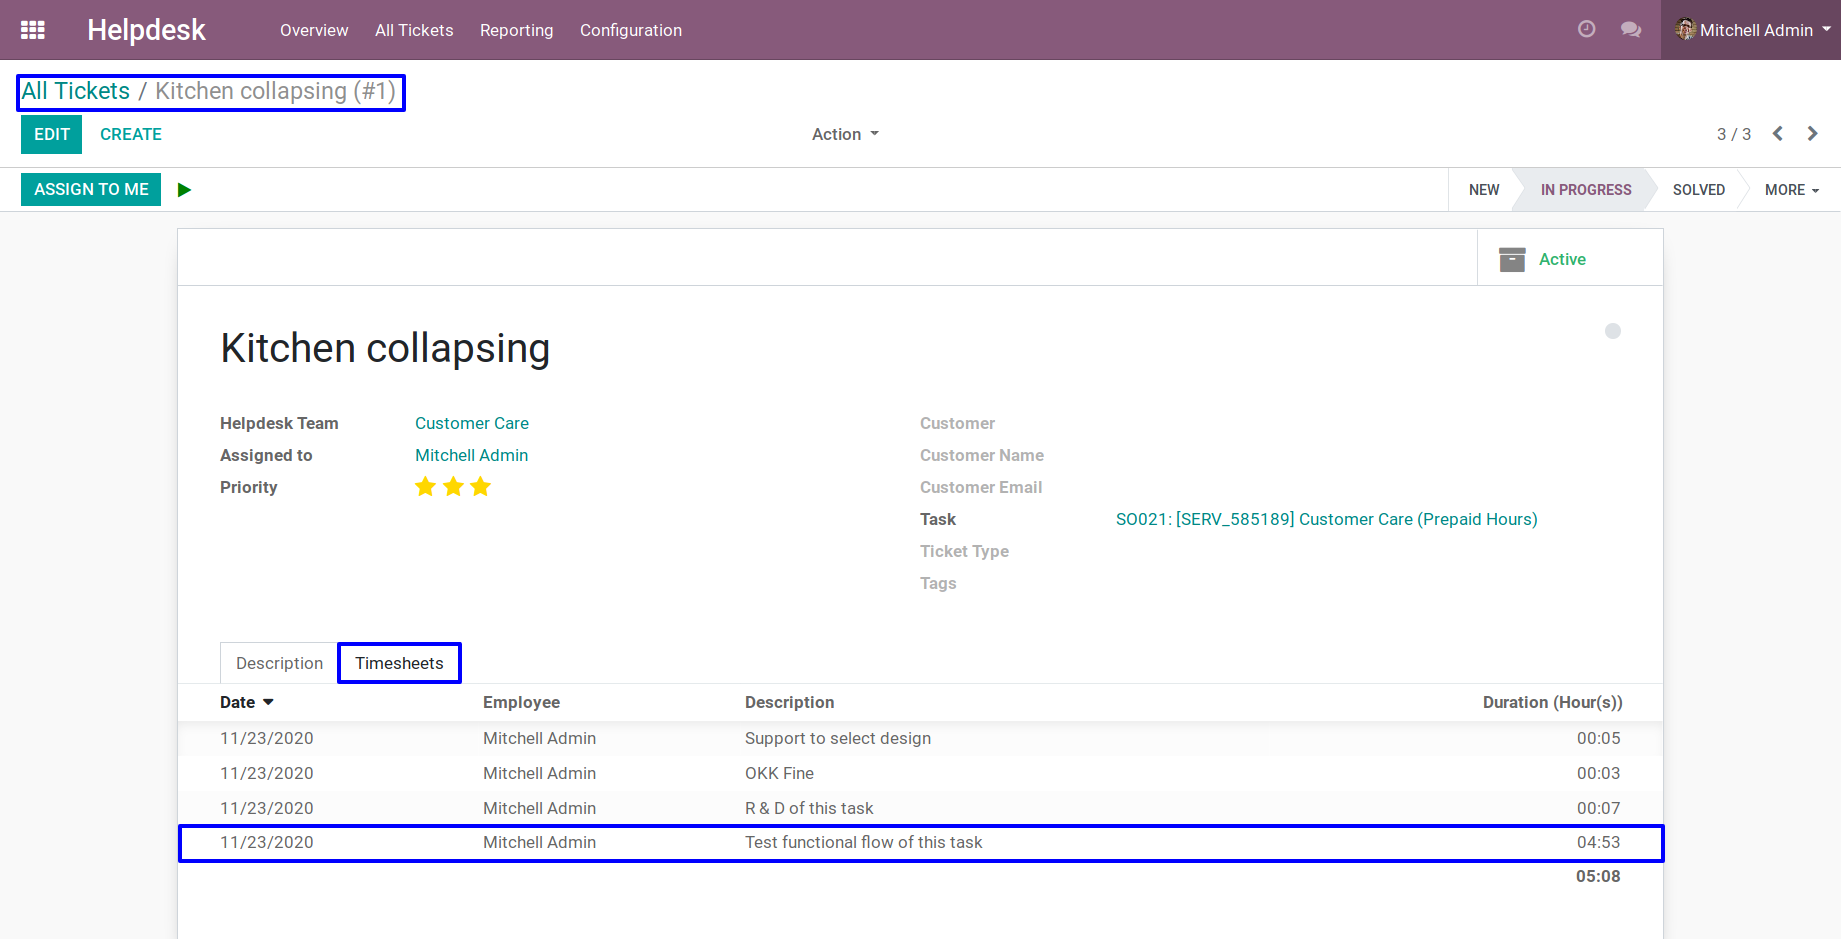 Helpdesk Overview All Tickets Reporting Configuration Mitchell Admin
All Tickets / Kitchen collapsing (#1)
EDIT CREATE Action 3 / 3
ASSIGN TO ME NEW IN PROGRESS SOLVED MORE
Active
Kitchen collapsing
Helpdesk Team Customer Care Customer
Assigned to Mitchell Admin Customer Name
Priority Customer Email
Task SO021: [SERV_585189] Customer Care (Prepaid Hours)
Ticket Type
Tags
Description Timesheets
Date Employee Description Duration (Hour(s))
11/23/2020 Mitchell Admin Support to select design 00:05
11/23/2020 Mitchell Admin OKK Fine 00:03
11/23/2020 Mitchell Admin R & D of this task 00:07
11/23/2020 Mitchell Admin Test functional flow of this task 04:53
05:08